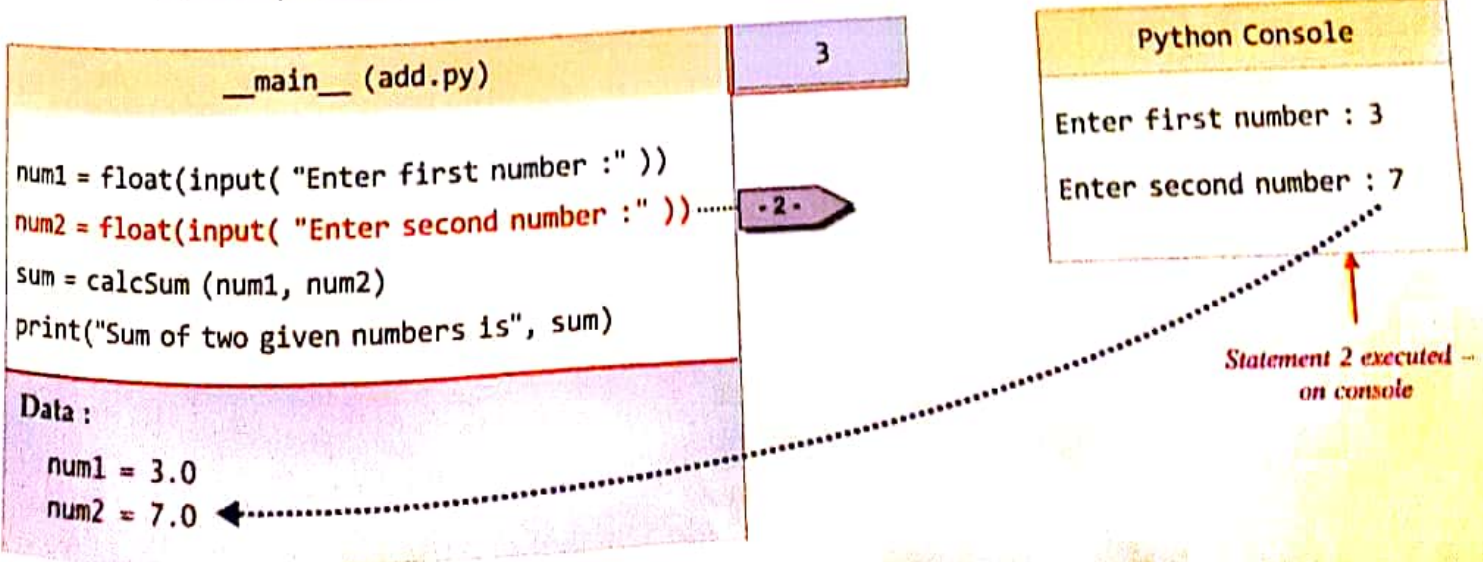 __main__ (add.py)
3
num1 = float(input( "Enter first number :" ))
num2 = float(input( "Enter second number :" ))
- 2 -
sum = calcSum (num1, num2)
print("Sum of two given numbers is", sum)
Data :
num1 = 3.0
num2 = 7.0
Python Console
Enter first number : 3
Enter second number : 7
Statement 2 executed –
on console